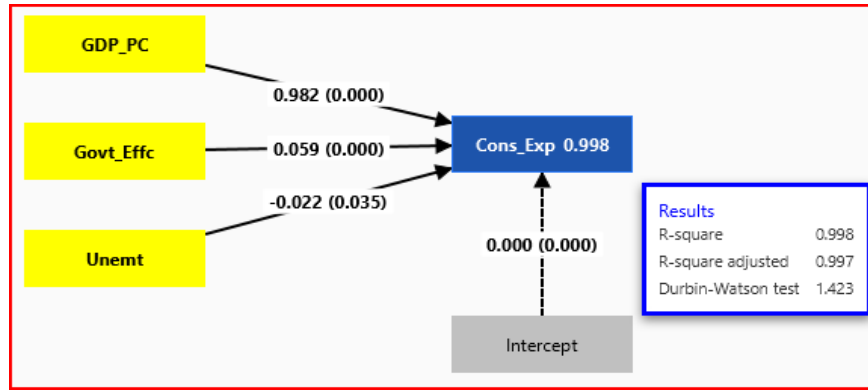 GDP_PC
0.982 (0.000)
Govt_Effc
0.059 (0.000)
Cons_Exp 0.998
-0.022 (0.035)
Unemt
0.000 (0.000)
Intercept
Results
R-square 0.998
R-square adjusted 0.997
Durbin-Watson test 1.423